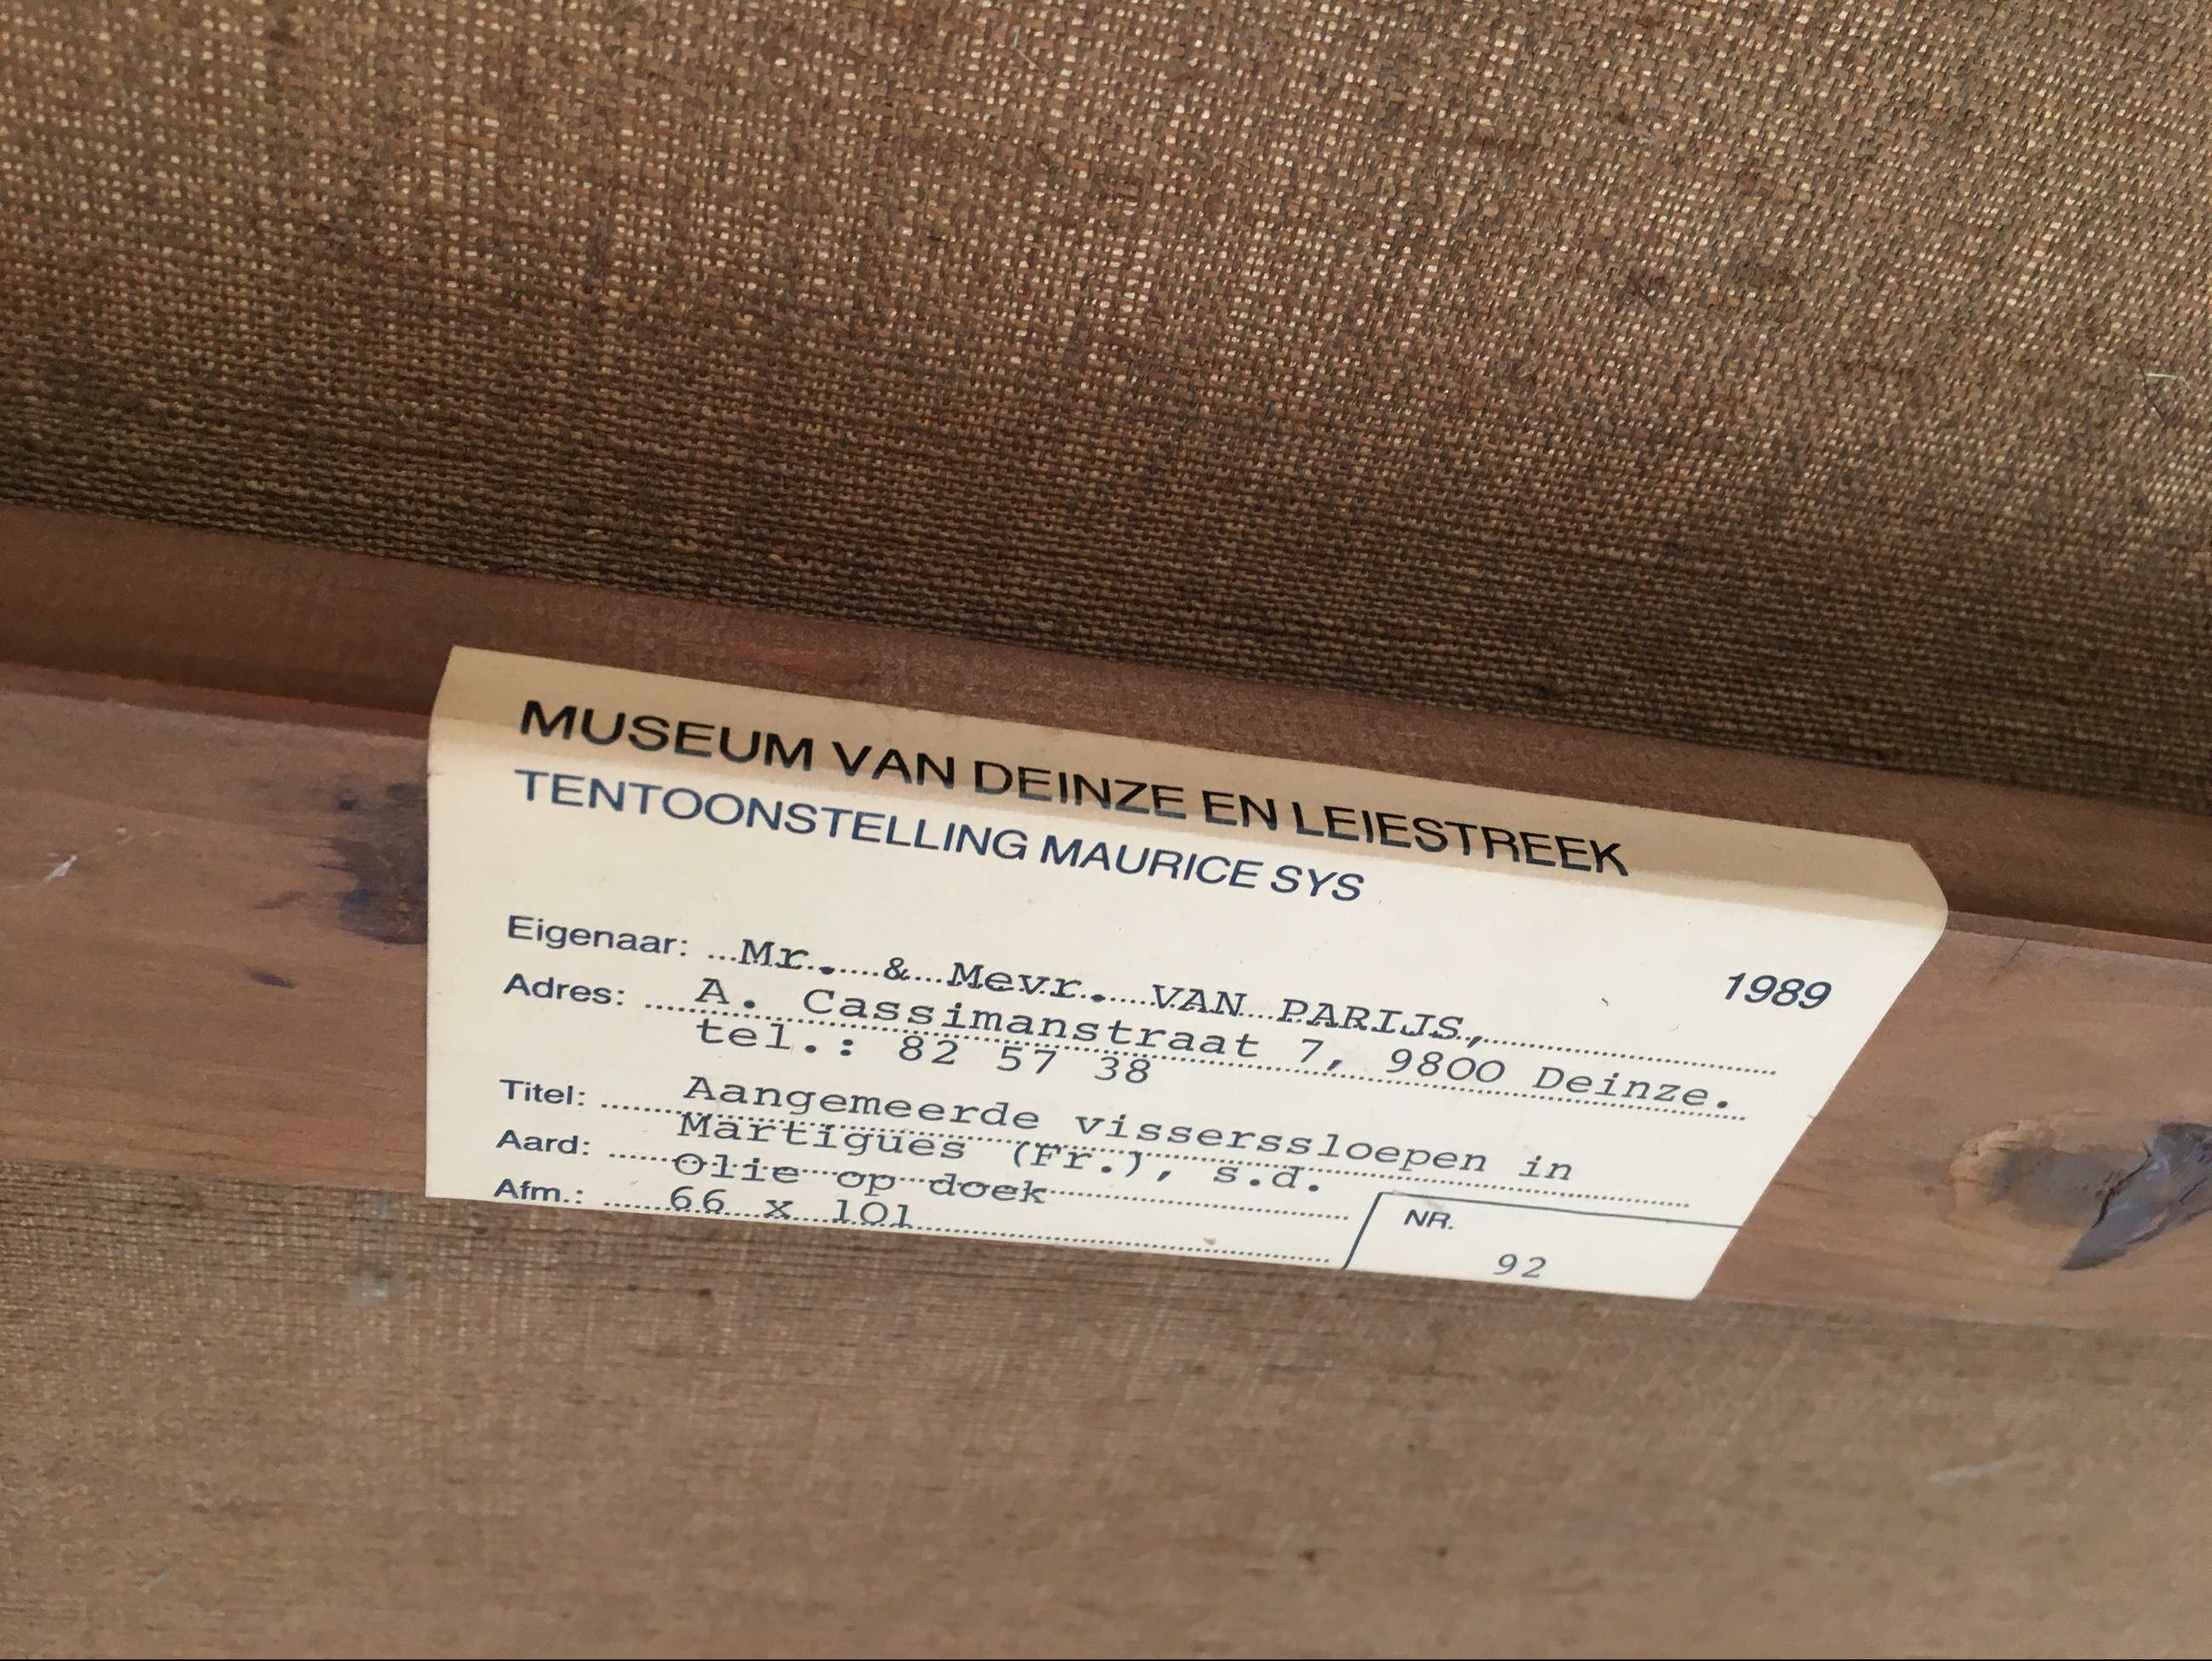 MUSEUM VAN DEINZE EN LEIESTREEK
TENTOONSTELLING MAURICE SYS
1989
Eigenaar: Mr. & Mevr. VAN PARIJS,
Adres: A. Cassimanstraat 7, 9800 Deinze.
tel.: 82 57 38
Titel: Aangemeerde visserssloepen in
Martigues (Fr.), s.d.
Aard: Olie op doek
Afm.: 66 x 101
NR.
92